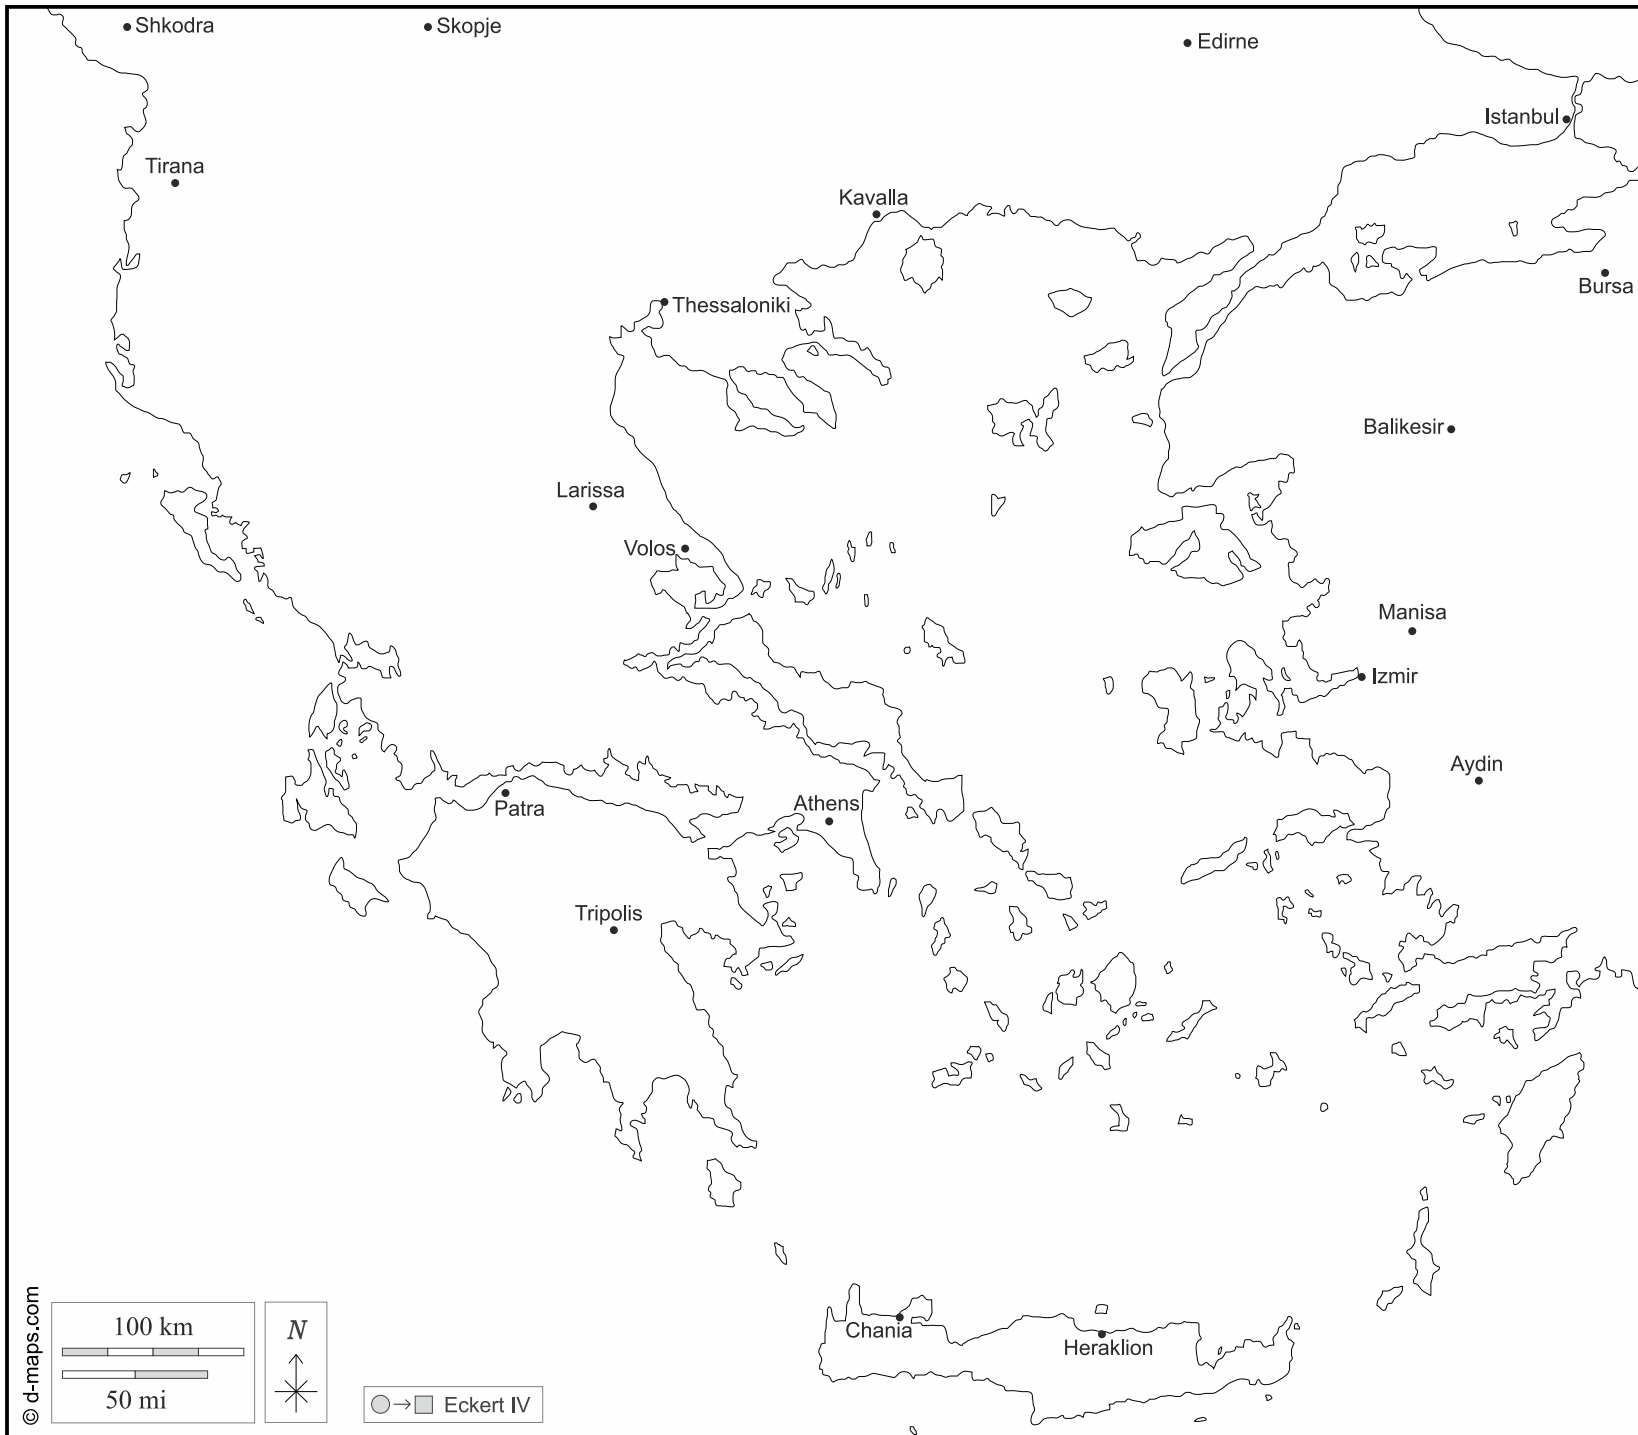 Shkodra
Skopje
Edirne
Istanbul
Tirana
Kavalla
Bursa
Thessaloniki
Balikesir
Larissa
Volos
Manisa
Izmir
Aydin
Patra
Athens
Tripolis
Chania
Heraklion
© d-maps.com
100 km
50 mi
N
Eckert IV